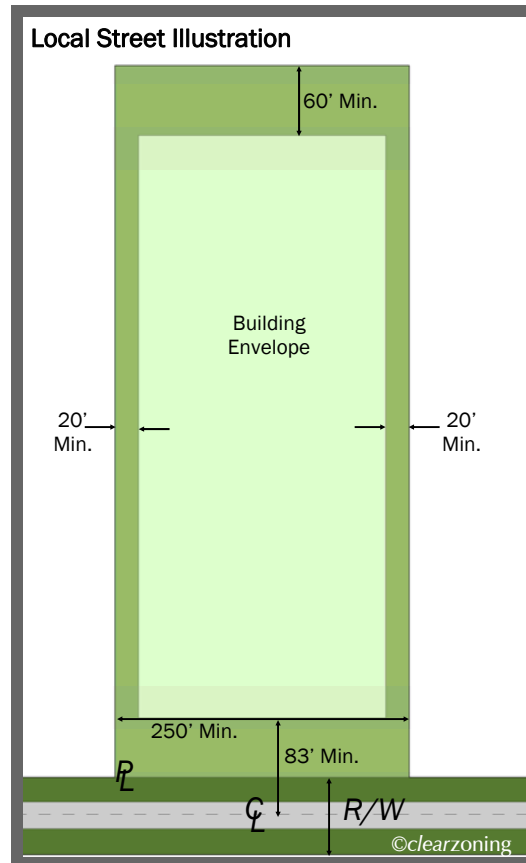 Local Street Illustration
60' Min.
Building
Envelope
20'
Min.
20'
Min.
250' Min.
83' Min.
PL
CL
R/W
©clearzoning